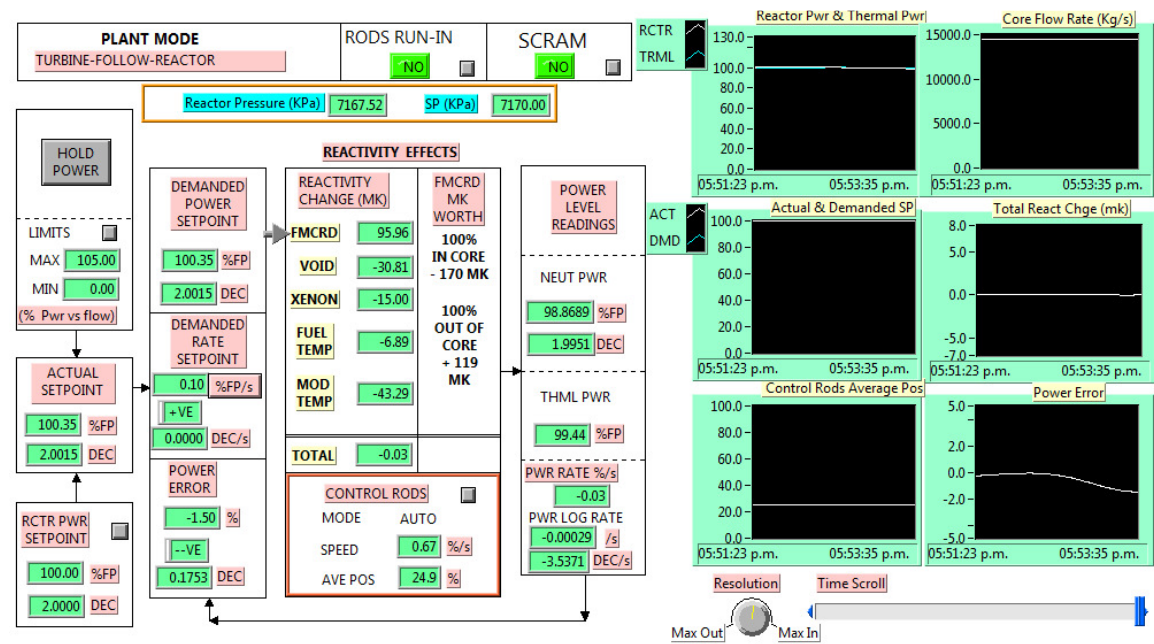 PLANT MODE
TURBINE-FOLLOW-REACTOR
RODS RUN-IN
NO
SCRAM
NO
Reactor Pressure (KPa) 7167.52 SP (KPa) 7170.00
HOLD
POWER
LIMITS
MAX 105.00
MIN 0.00
(% Pwr vs flow)
ACTUAL
SETPOINT
100.35 %FP
2.0015 DEC
RCTR PWR
SETPOINT
100.00 %FP
2.0000 DEC
DEMANDED
POWER
SETPOINT
100.35 %FP
2.0015 DEC
DEMANDED
RATE
SETPOINT
0.10 %FP/s
+VE
0.0000 DEC/s
POWER
ERROR
-1.50 %
--VE
0.1753 DEC
REACTIVITY EFFECTS
REACTIVITY
CHANGE (MK)
FMCRD 95.96
VOID -30.81
XENON -15.00
FUEL
TEMP -6.89
MOD
TEMP -43.29
TOTAL -0.03
FMCRD
MK
WORTH
100%
IN CORE
- 170 MK
100%
OUT OF
CORE
+ 119
MK
CONTROL RODS
MODE AUTO
SPEED 0.67 %/s
AVE POS 24.9 %
POWER
LEVEL
READINGS
NEUT PWR
98.8689 %FP
1.9951 DEC
THML PWR
99.44 %FP
PWR RATE %/s
-0.03
PWR LOG RATE
-0.00029 /s
-3.5371 DEC/s
Reactor Pwr & Thermal Pwr
RCTR
TRML
130.0
100.0
80.0
60.0
40.0
20.0
0.0
05:51:23 p.m. 05:53:35 p.m.
Core Flow Rate (Kg/s)
15000.0
10000.0
5000.0
0.0
05:51:23 p.m. 05:53:35 p.m.
Actual & Demanded SP
ACT
DMD
100.0
80.0
60.0
40.0
20.0
0.0
05:51:23 p.m. 05:53:35 p.m.
Total React Chge (mk)
8.0
5.0
0.0
-5.0
-7.0
05:51:23 p.m. 05:53:35 p.m.
Control Rods Average Pos
100.0
80.0
60.0
40.0
20.0
0.0
05:51:23 p.m. 05:53:35 p.m.
Power Error
5.0
2.0
0.0
-2.0
-5.0
05:51:23 p.m. 05:53:35 p.m.
Resolution
Max Out Max In
Time Scroll